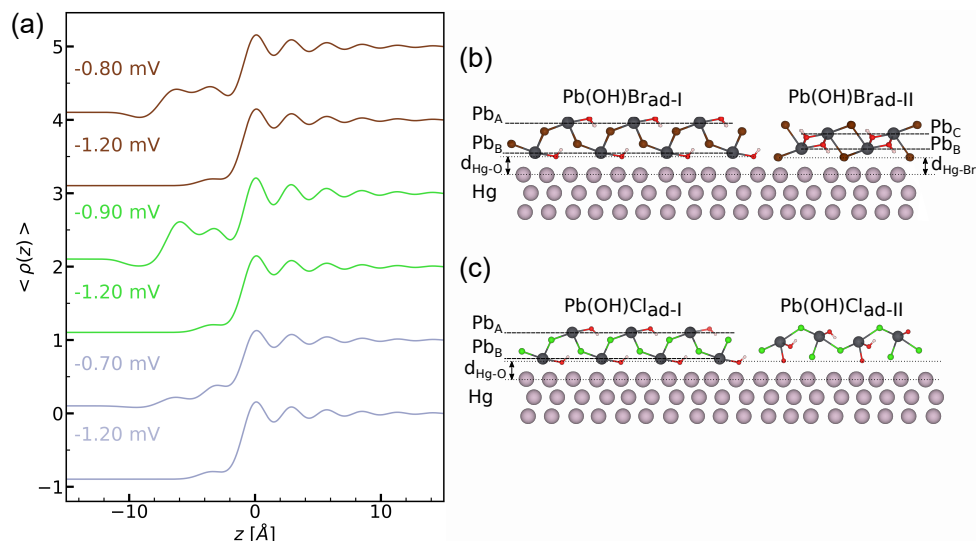 (a)
5
-0.80 mV
4
-1.20 mV
3
-0.90 mV
2
-1.20 mV
1
-0.70 mV
0
-1.20 mV
−1
< ρ(z) >
−10
0
10
z [Å]
(b)
Pb(OH)Brad-I
Pb(OH)Brad-II
PbA
PbB
dHg-O
Hg
PbC
PbB
dHg-Br
(c)
Pb(OH)Clad-I
Pb(OH)Clad-II
PbA
PbB
dHg-O
Hg